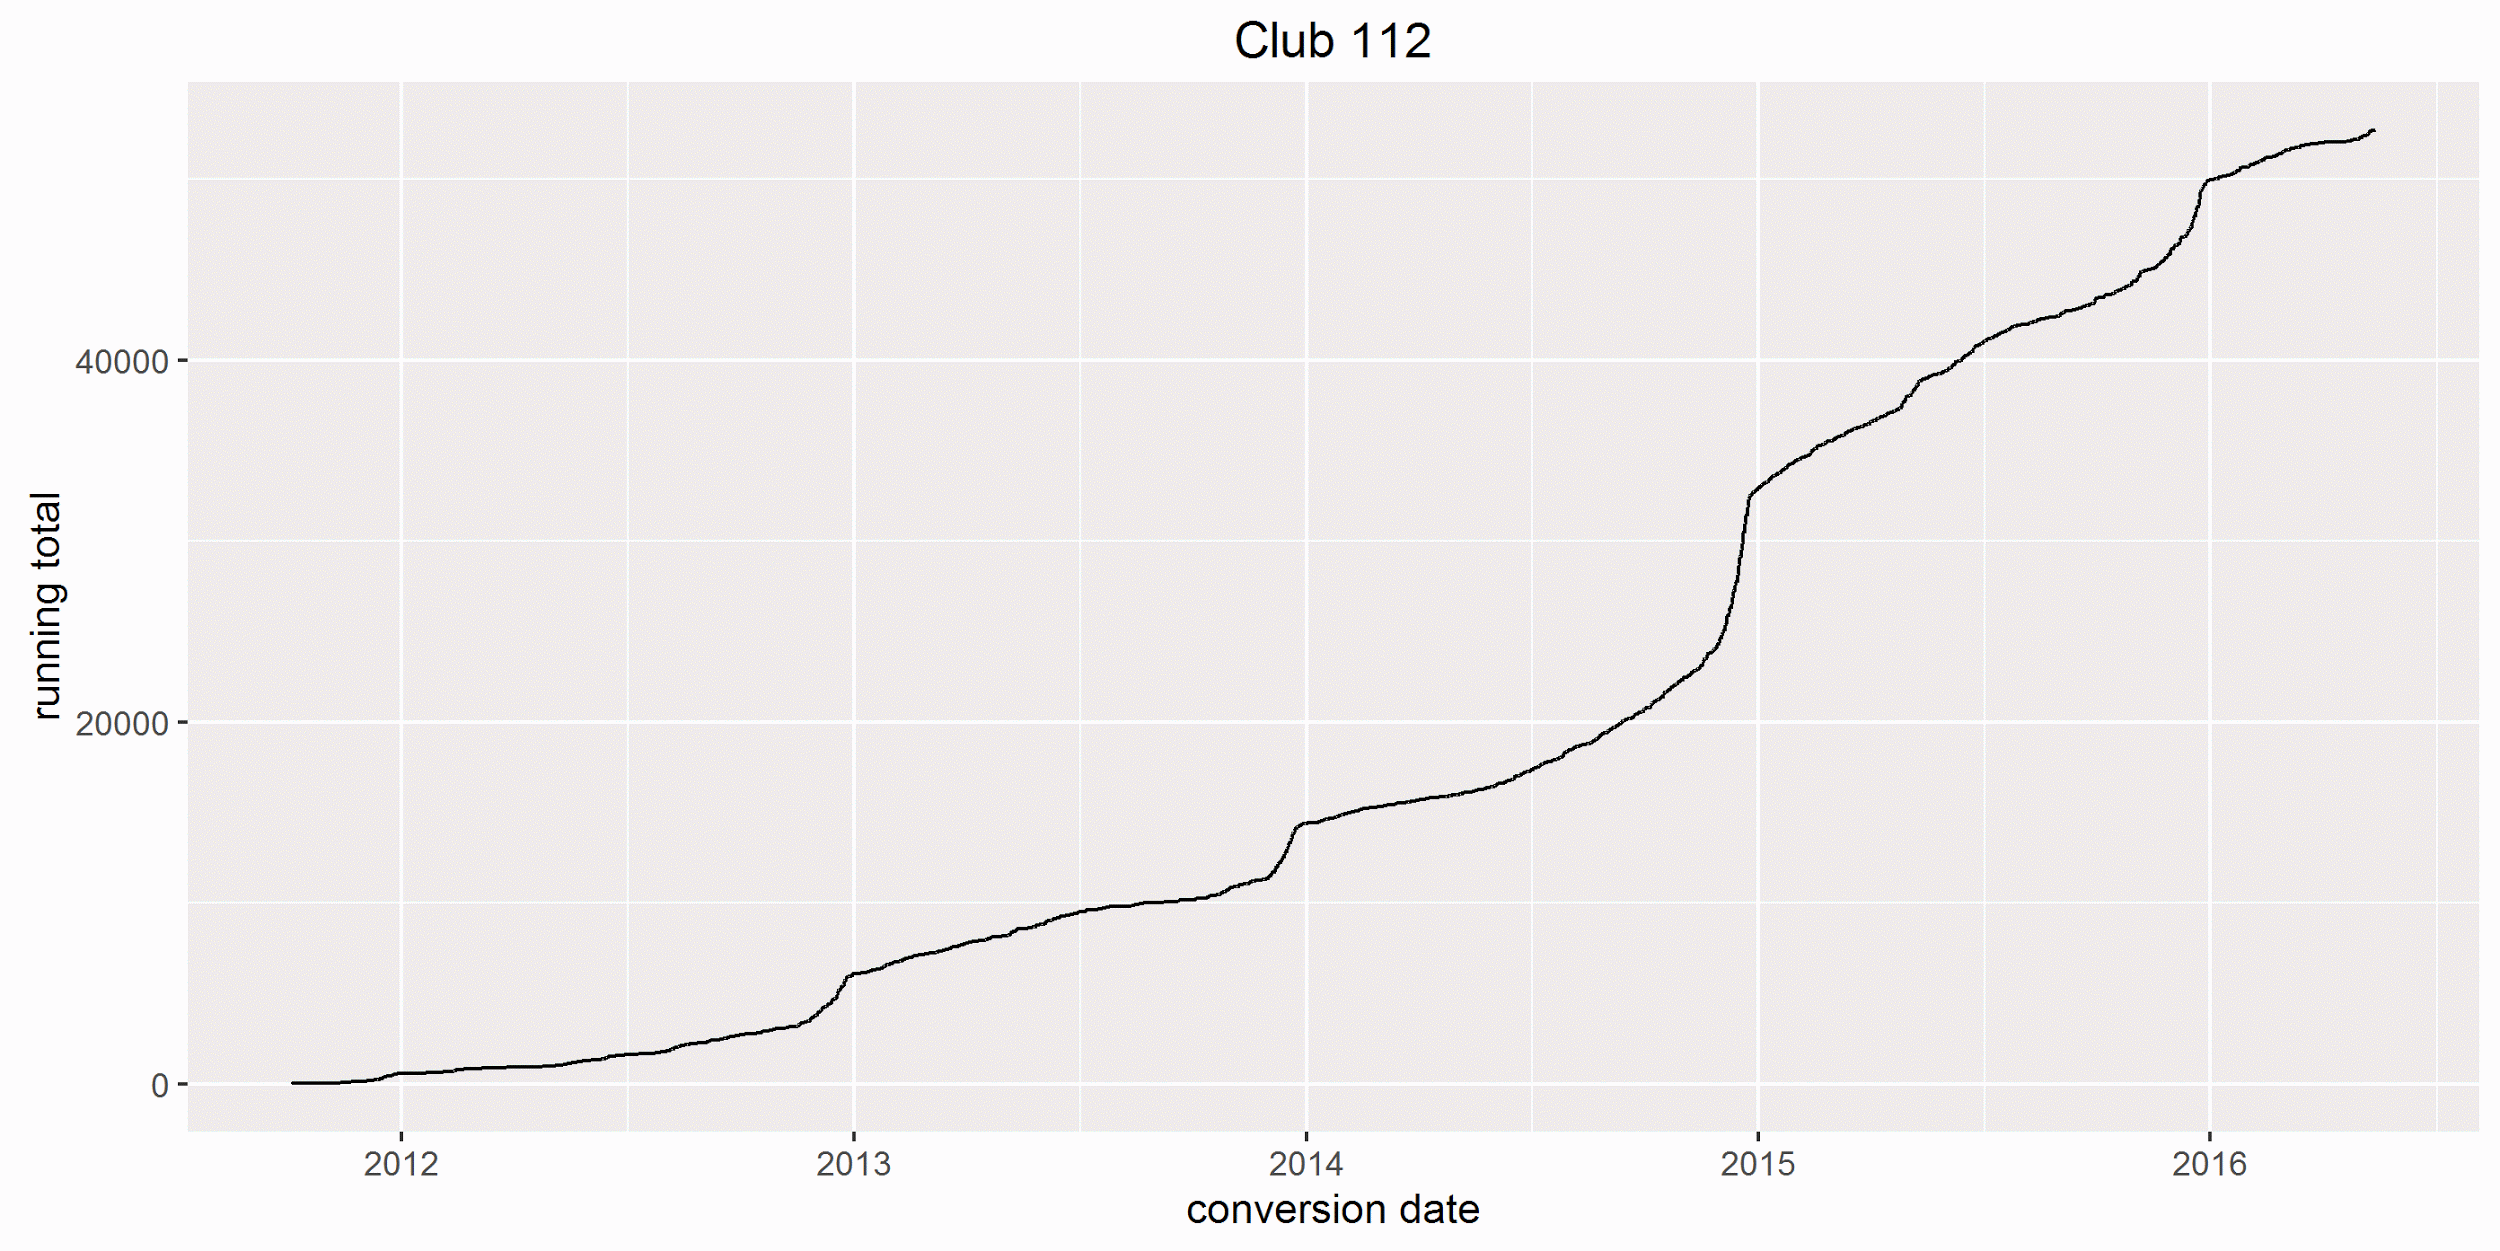 Club 112
running total
40000
20000
0
2012 2013 2014 2015 2016
conversion date